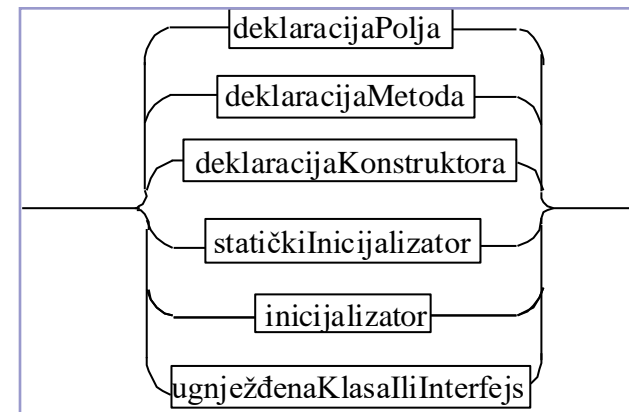 deklaracijaPolja
deklaracijaMetoda
deklaracijaKonstruktora
statičkiInicijalizator
inicijalizator
ugnježđenaKlasaIliInterfejs